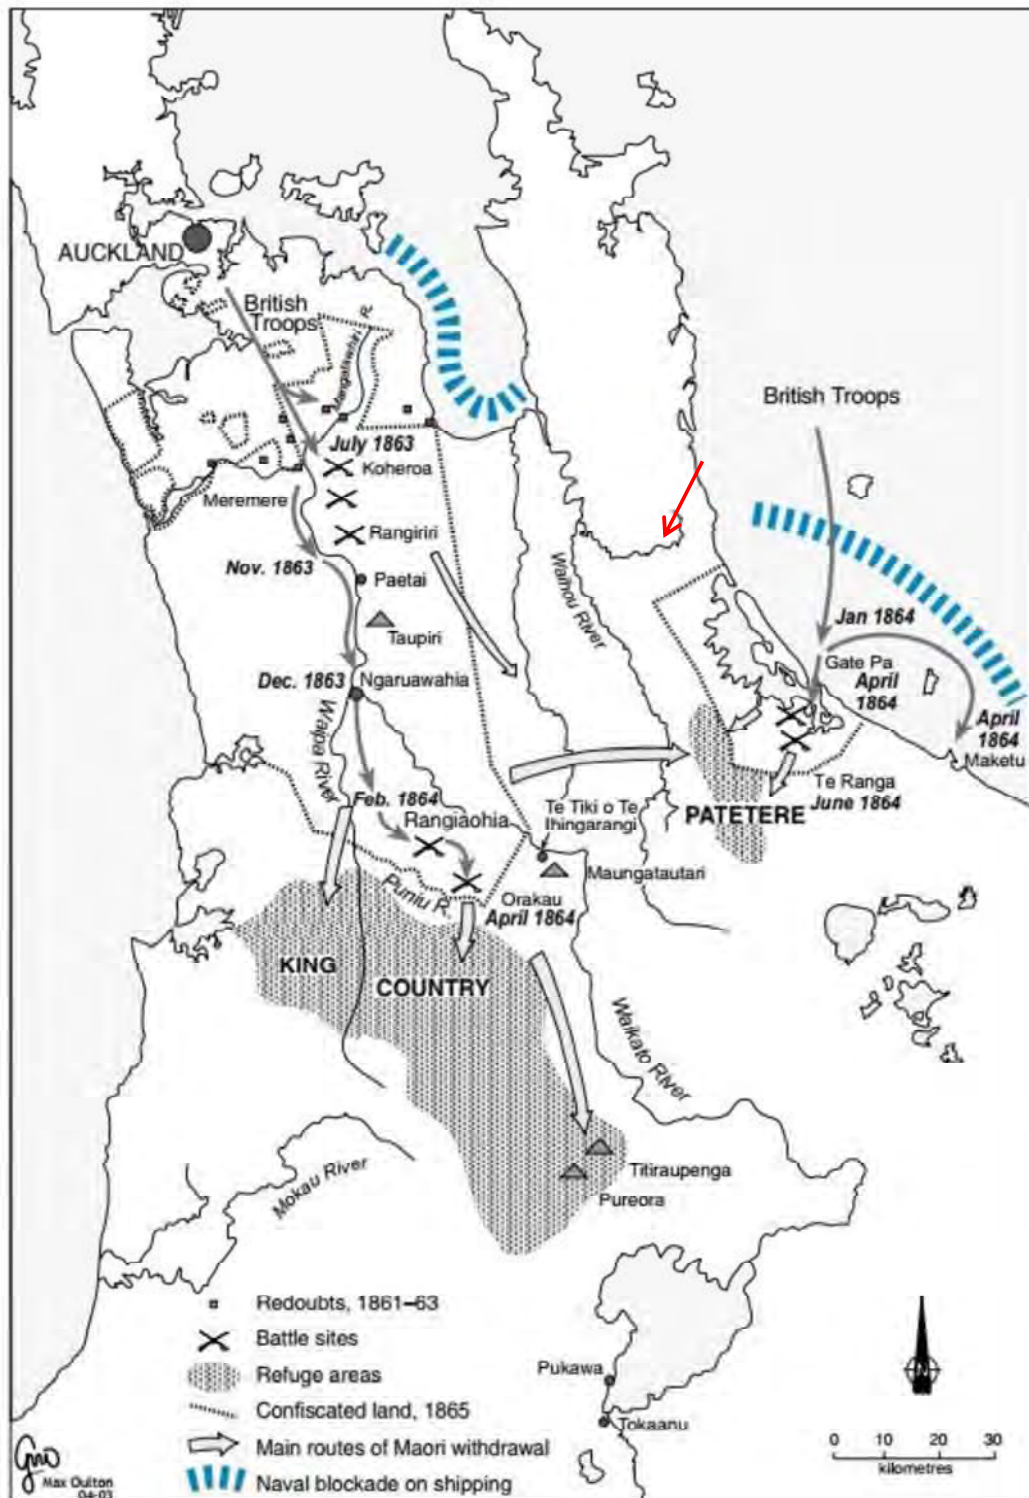 AUCKLAND
British
Troops
Mangatawhiri R.
British Troops
July 1863
Koheroa
Meremere
Rangiriri
Nov. 1863
Paetai
Waihou River
Taupiri
Jan 1864
Gate Pa
April
1864
Dec. 1863
Ngaruawahia
April
1864
Maketu
Waipa River
Te Ranga
June 1864
Feb. 1864
Rangiaohia
Te Tiki o Te
Ihingarangi
PATETERE
Maungatautari
Puniu R.
Orakau
April 1864
KING
COUNTRY
Waikato River
Mokau River
Titiraupenga
Pureora
Redoubts, 1861–63
Battle sites
Refuge areas
Confiscated land, 1865
Main routes of Maori withdrawal
Naval blockade on shipping
Pukawa
Tokaanu
0 10 20 30
kilometres
Max Oulton
04-03